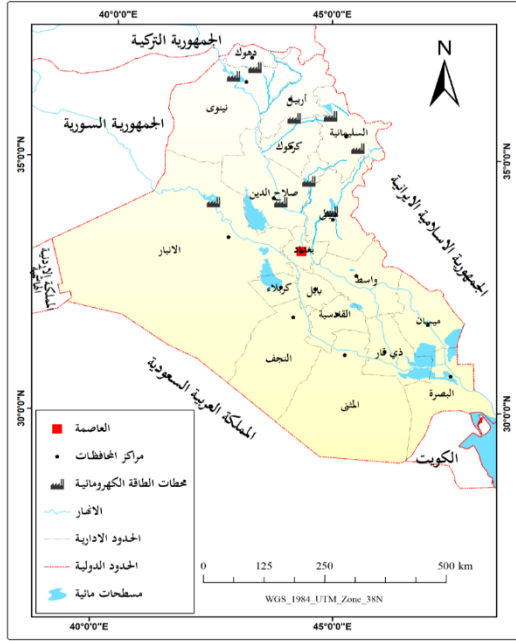 40°0'0"E
45°0'0"E
الجمهورية التركية
N
دهوك
نينوى
أربيل
الجمهورية السورية
السليمانية
كركوك
35°0'0"N
35°0'0"N
صلاح الدين
الجمهورية الاسلامية الايرانية
بغداد
الانبار
واسط
المملكة الاردنية
كربلاء
بابل
القادسية
ميسان
النجف
ذي قار
المملكة العربية السعودية
المثنى
البصرة
30°0'0"N
30°0'0"N
الكويت
العاصمة
مراكز المحافظات
محطات الطاقة الكهرومائية
الانهار
الحدود الادارية
الحدود الدولية
مسطحات مائية
0 125 250 500 km
WGS_1984_UTM_Zone_38N
40°0'0"E
45°0'0"E